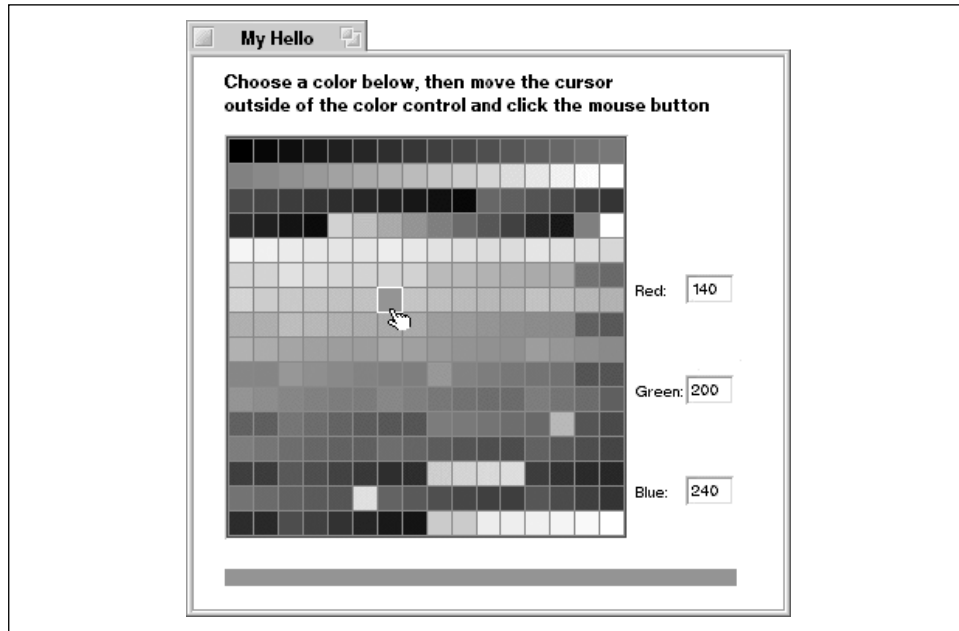 My Hello
Choose a color below, then move the cursor
outside of the color control and click the mouse button
Red: 140
Green: 200
Blue: 240